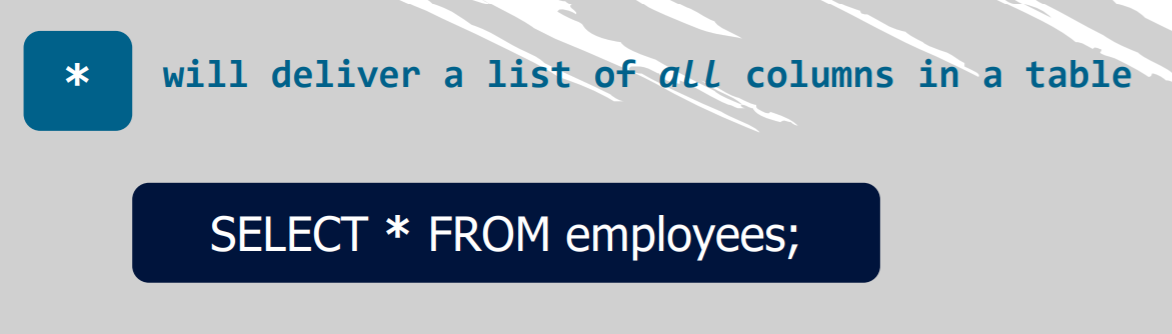 * will deliver a list of all columns in a table
SELECT * FROM employees;